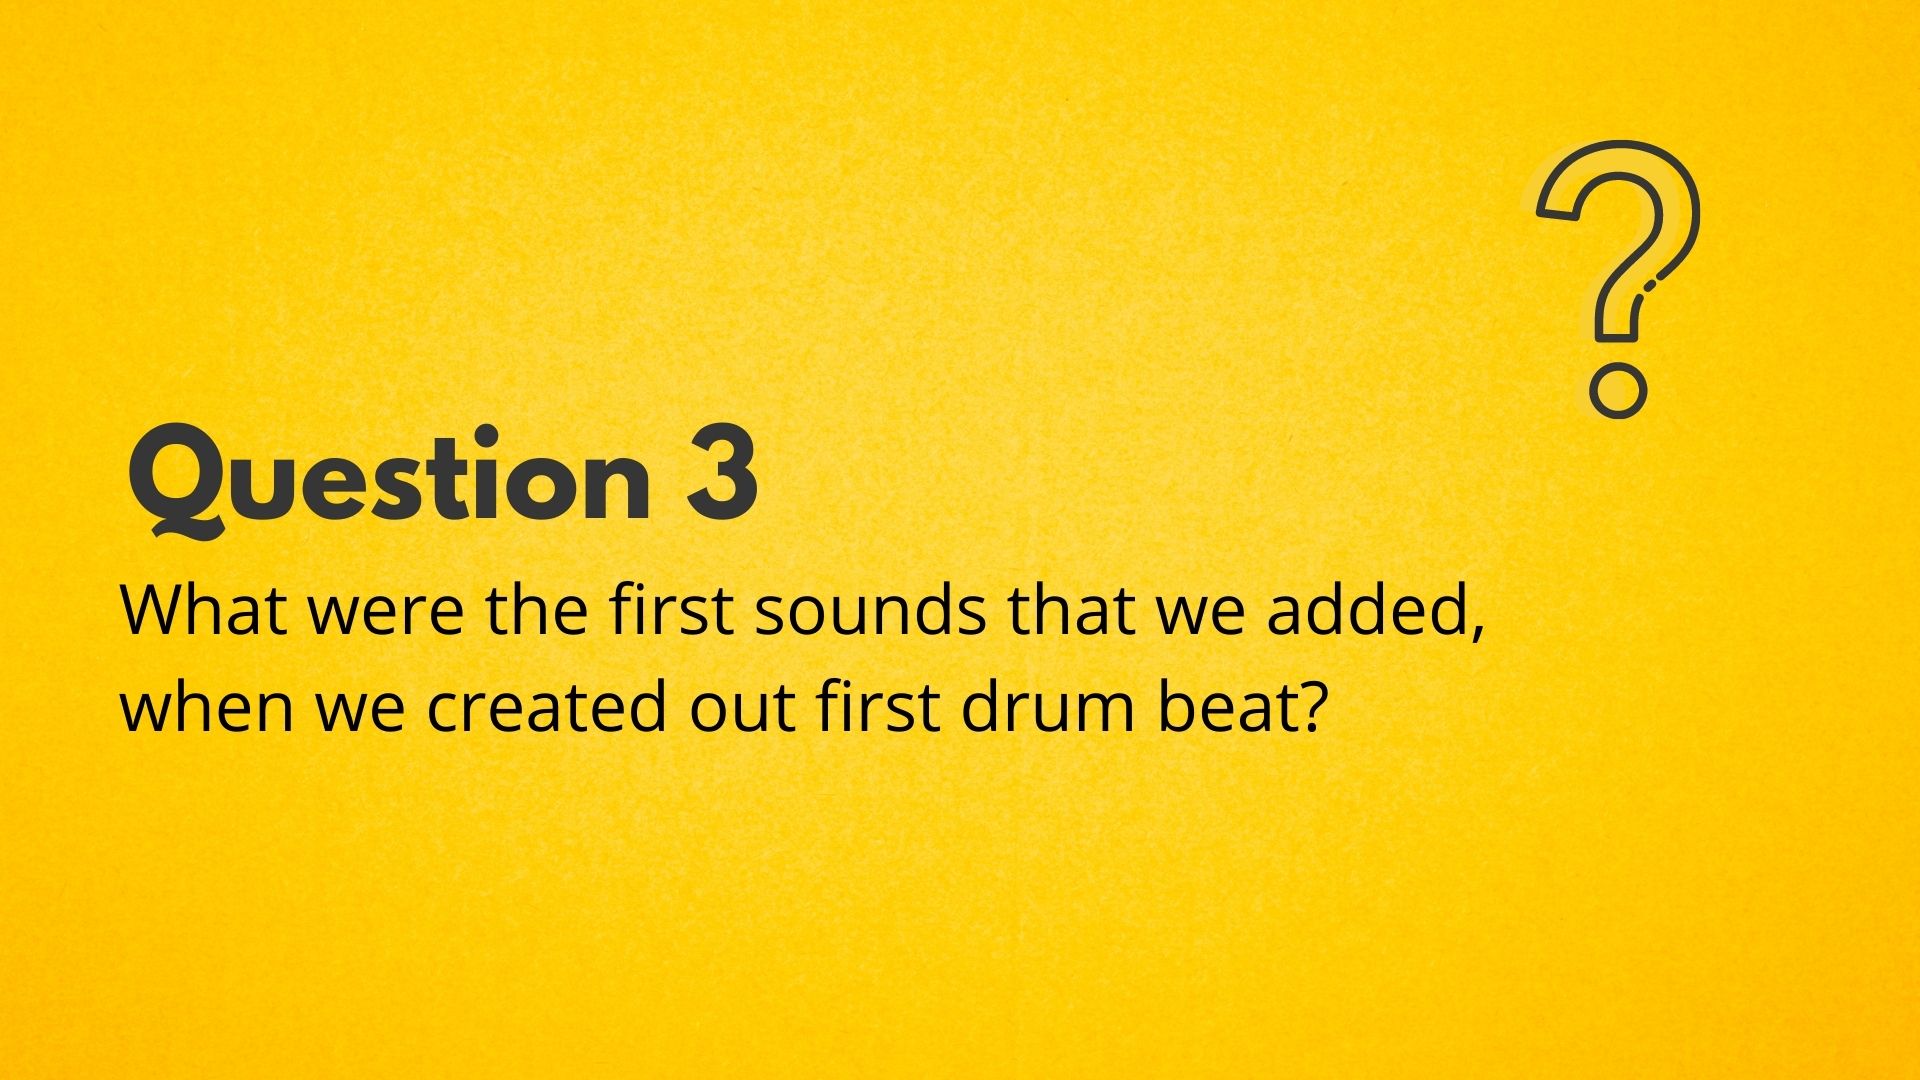 Question 3
What were the first sounds that we added,
when we created out first drum beat?